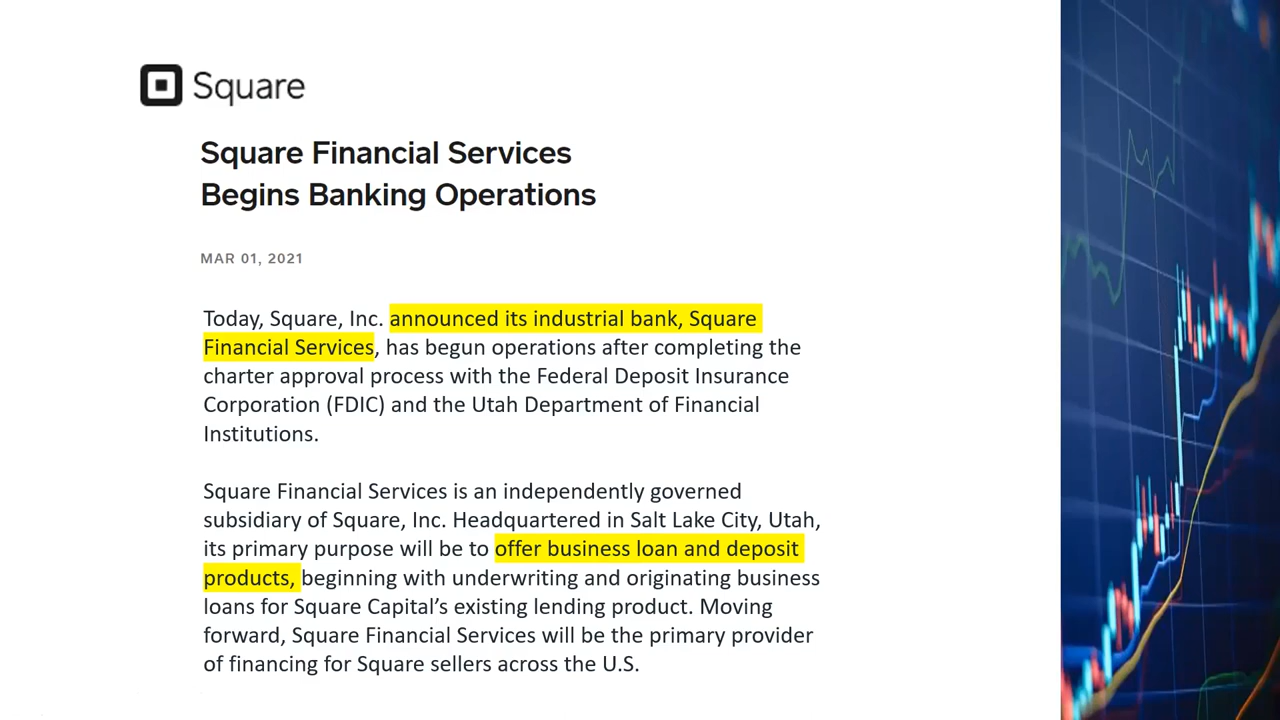 Square
Square Financial Services
Begins Banking Operations
MAR 01, 2021
Today, Square, Inc. announced its industrial bank, Square
Financial Services, has begun operations after completing the
charter approval process with the Federal Deposit Insurance
Corporation (FDIC) and the Utah Department of Financial
Institutions.
Square Financial Services is an independently governed
subsidiary of Square, Inc. Headquartered in Salt Lake City, Utah,
its primary purpose will be to offer business loan and deposit
products, beginning with underwriting and originating business
loans for Square Capital’s existing lending product. Moving
forward, Square Financial Services will be the primary provider
of financing for Square sellers across the U.S.